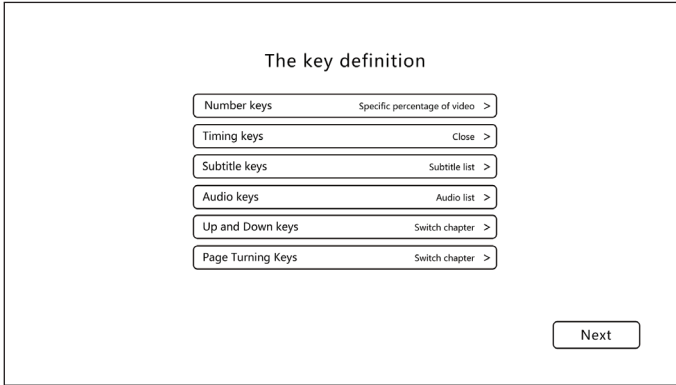 The key definition
Number keys Specific percentage of video >
Timing keys Close >
Subtitle keys Subtitle list >
Audio keys Audio list >
Up and Down keys Switch chapter >
Page Turning Keys Switch chapter >
Next